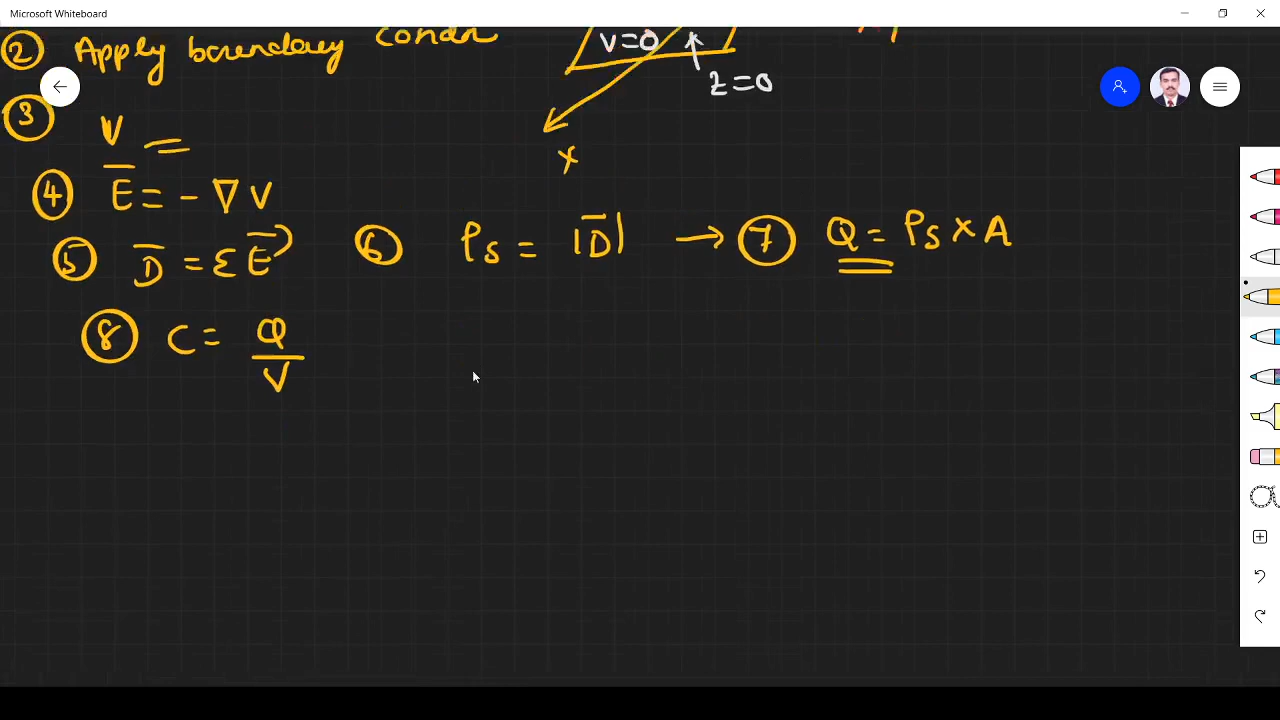 Microsoft Whiteboard
② Apply boundary condn
V=0
z=0
x
③ V =
④ E̅ = - ∇ V
⑤ D̅ = ε E̅
⑥ ρs = |D̅| → ⑦ Q = ρs × A
⑧ C = Q
V